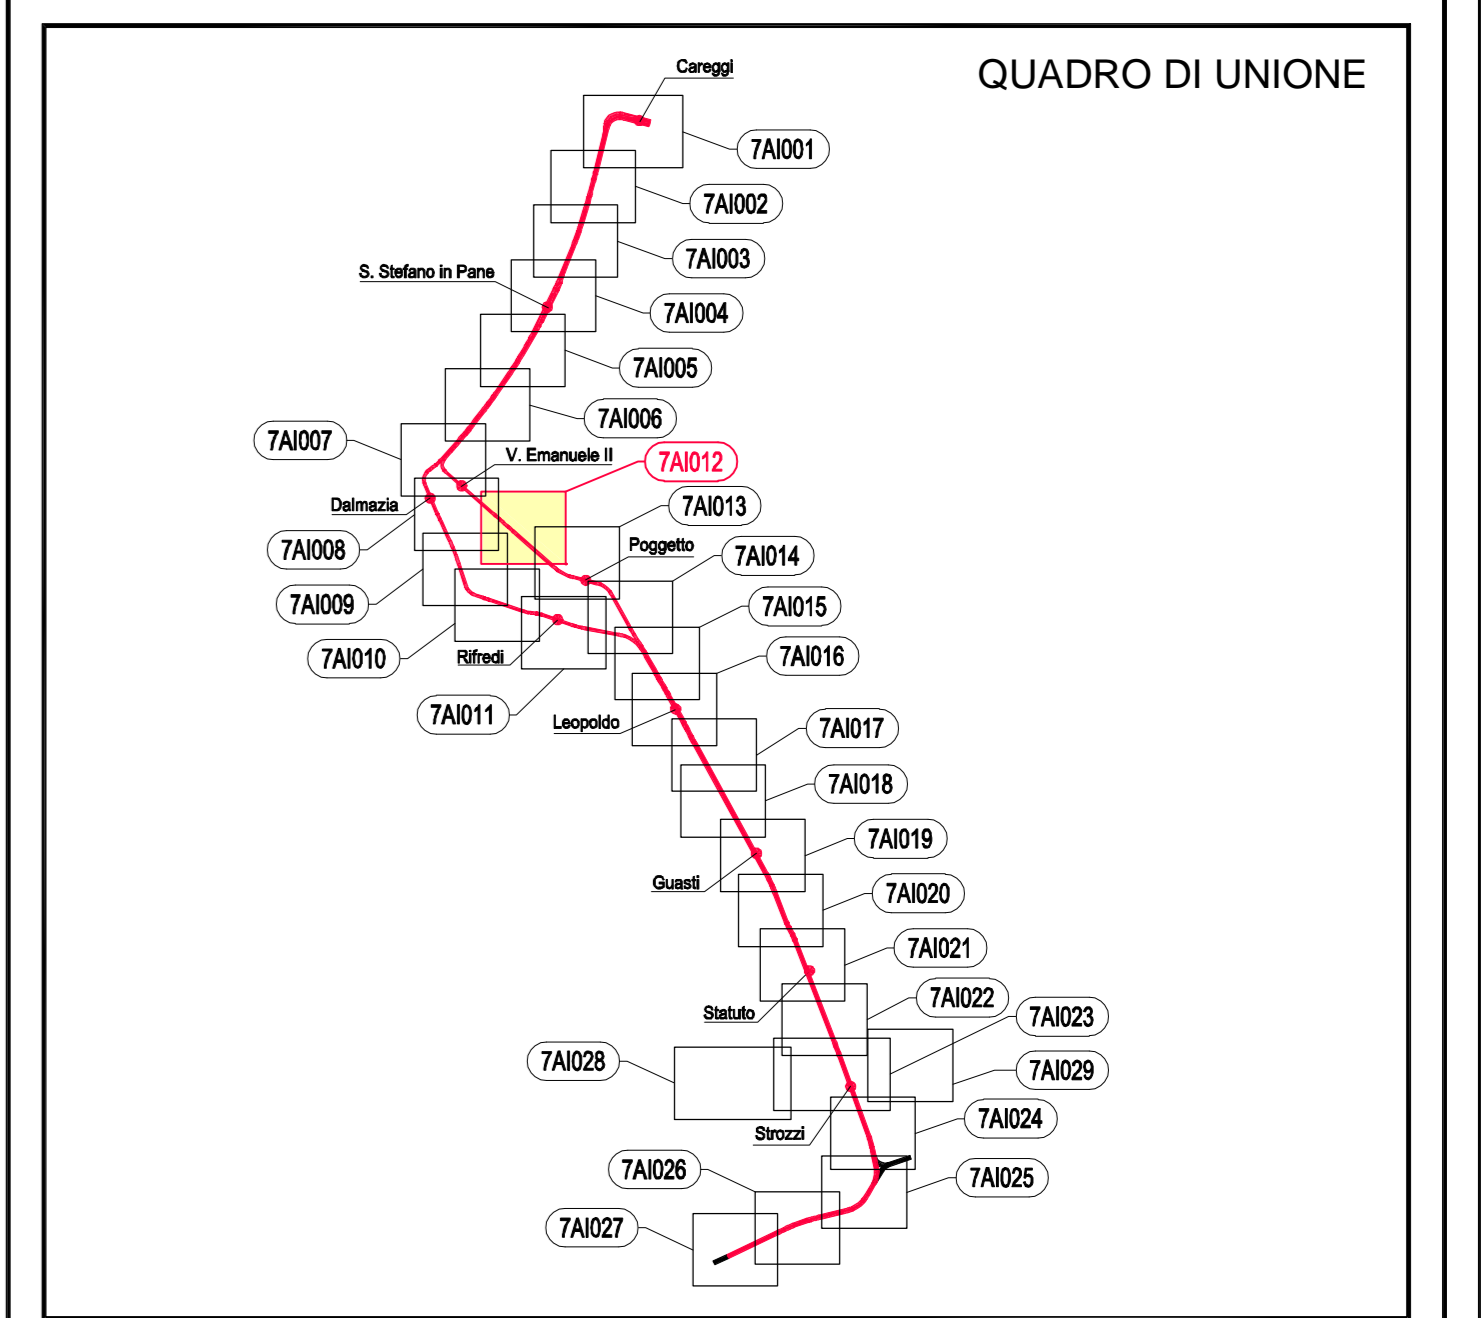 QUADRO DI UNIONE
Careggi
7AI001
7AI002
7AI003
S. Stefano in Pane
7AI004
7AI005
7AI006
7AI007
V. Emanuele II
7AI012
Dalmazia
7AI013
7AI008
Poggetto
7AI014
7AI009
7AI015
7AI010
Rifredi
7AI016
7AI011
Leopoldo
7AI017
7AI018
7AI019
Guasti
7AI020
7AI021
7AI022
Statuto
7AI023
7AI028
7AI029
7AI024
Strozzi
7AI026
7AI025
7AI027